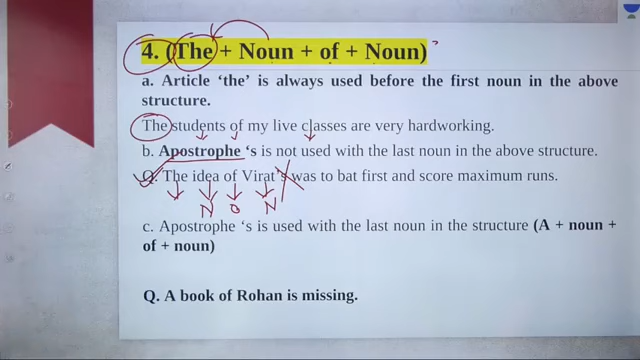 4. (The + Noun + of + Noun)
a. Article ‘the’ is always used before the first noun in the above
structure.
The students of my live classes are very hardworking.
b. Apostrophe ‘s is not used with the last noun in the above structure.
Q. The idea of Virat’s was to bat first and score maximum runs.
N O N
c. Apostrophe ‘s is used with the last noun in the structure (A + noun +
of + noun)
Q. A book of Rohan is missing.